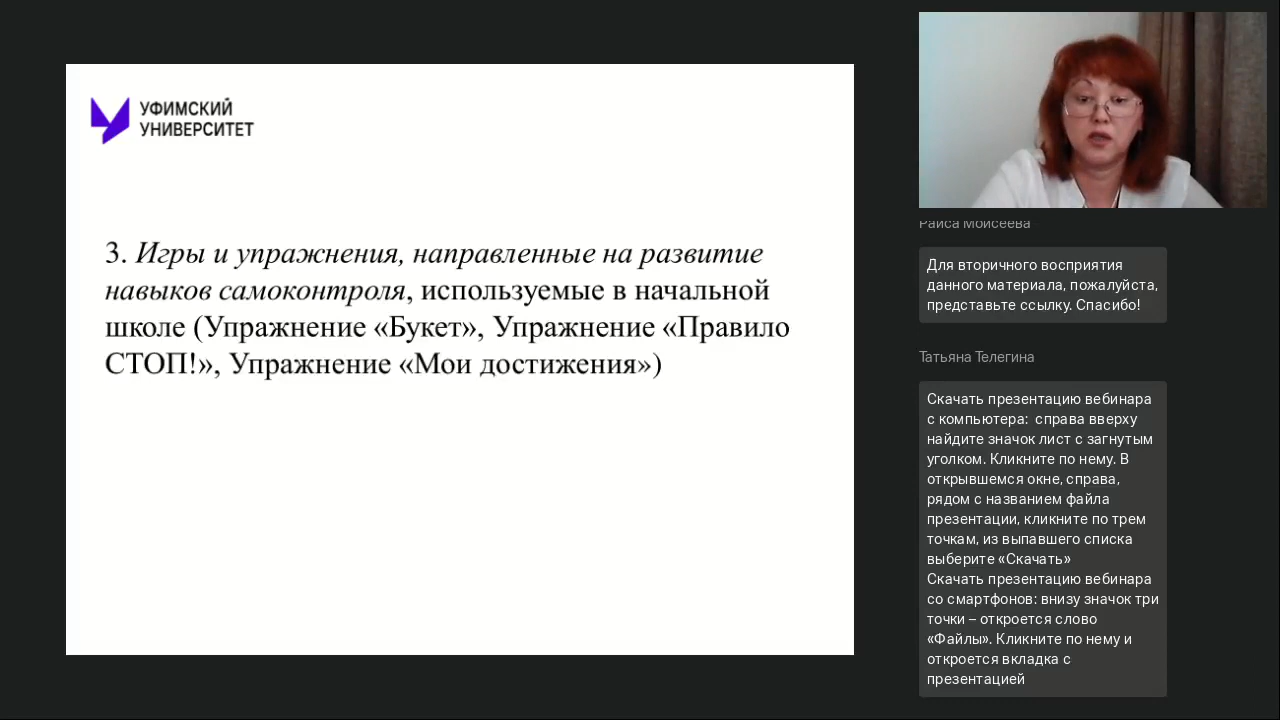 УФИМСКИЙ
УНИВЕРСИТЕТ
3. Игры и упражнения, направленные на развитие
навыков самоконтроля, используемые в начальной
школе (Упражнение «Букет», Упражнение «Правило
СТОП!», Упражнение «Мои достижения»)
Раиса Моисеева
Для вторичного восприятия
данного материала, пожалуйста,
представьте ссылку. Спасибо!
Татьяна Телегина
Скачать презентацию вебинара
с компьютера: справа вверху
найдите значок лист с загнутым
уголком. Кликните по нему. В
открывшемся окне, справа,
рядом с названием файла
презентации, кликните по трем
точкам, из выпавшего списка
выберите «Скачать»
Скачать презентацию вебинара
со смартфонов: внизу значок три
точки – откроется слово
«Файлы». Кликните по нему и
откроется вкладка с
презентацией